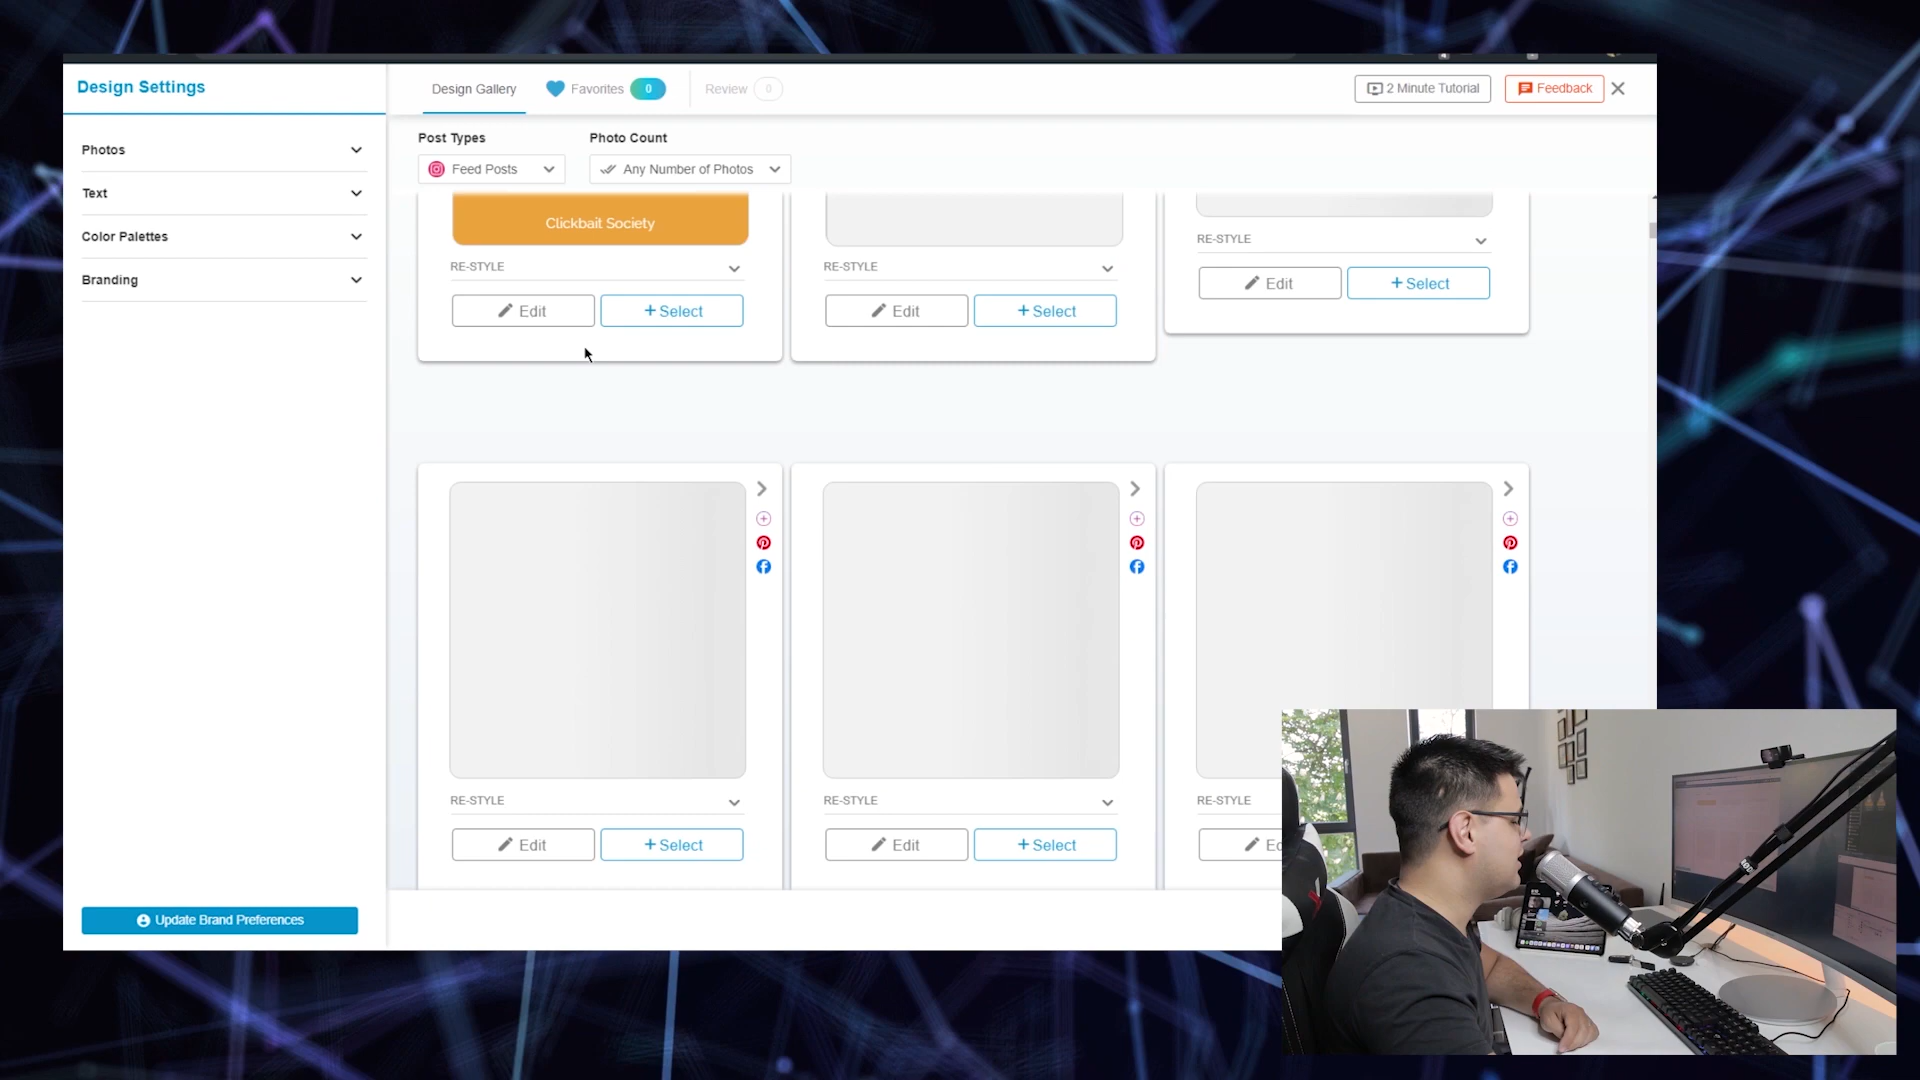 Design Settings
Design Gallery
Favorites
0
Review
0
2 Minute Tutorial
Feedback
Photos
Text
Color Palettes
Branding
Post Types
Photo Count
Feed Posts
Any Number of Photos
Clickbait Society
RE-STYLE
RE-STYLE
RE-STYLE
Edit
+ Select
Edit
+ Select
Edit
+ Select
RE-STYLE
RE-STYLE
RE-STYLE
Edit
+ Select
Edit
+ Select
Ed
Update Brand Preferences